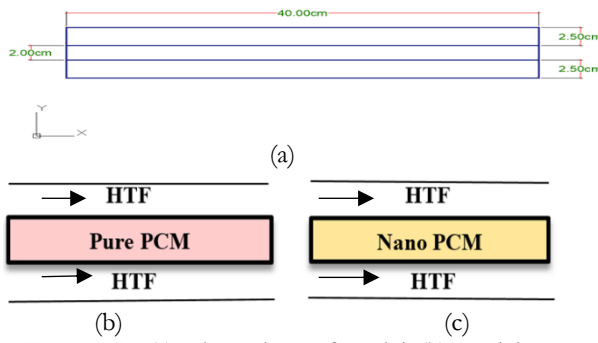 40.00cm
2.50cm
2.00cm
2.50cm
Y
X
(a)
HTF HTF
Pure PCM Nano PCM
HTF HTF
(b) (c)